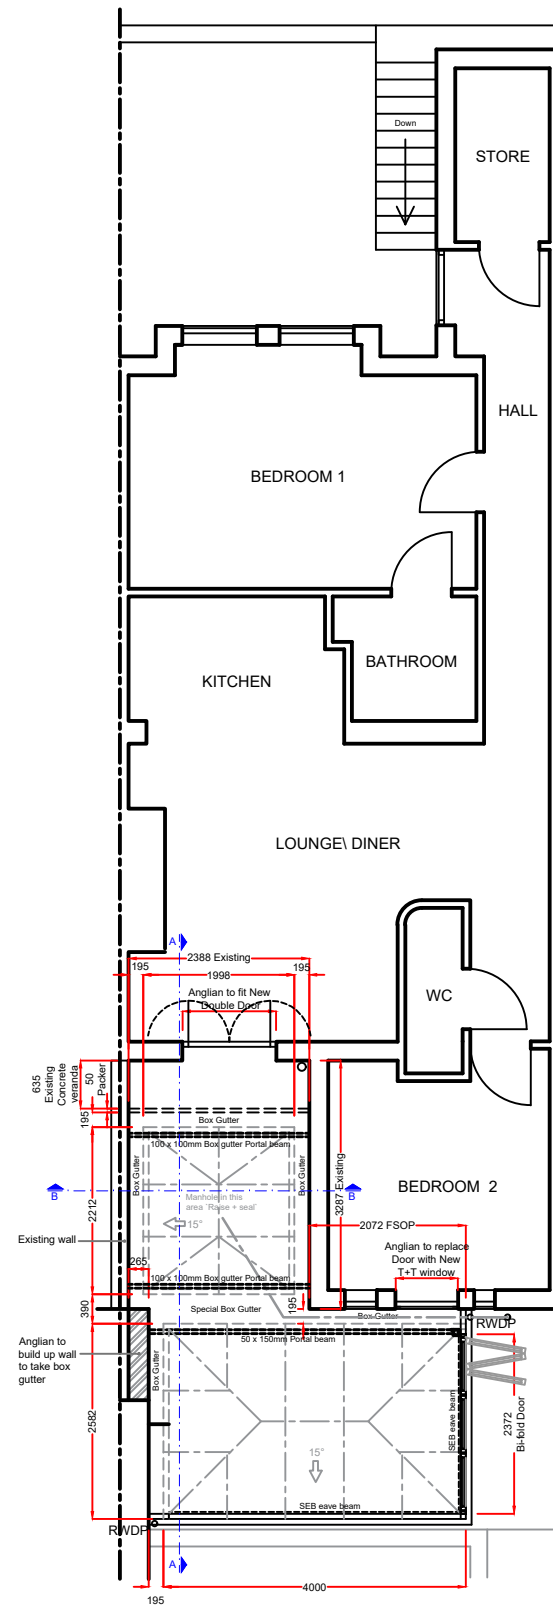 Down
STORE
HALL
BEDROOM 1
BATHROOM
KITCHEN
LOUNGE\ DINER
WC
A
2388 Existing
195
1998
195
Anglian to fit New
Double Door
635
Existing
Concrete
veranda
50
Packer
195
Box Gutter
100 x 100mm Box gutter Portal beam
Box Gutter
Box Gutter
Manhole in this
area 'Raise + seal'
15°
B
B
2212
3287 Existing
BEDROOM 2
2072 FSOP
Existing wall
Anglian to replace
Door with New
T+T window
265
100 x 100mm Box gutter Portal beam
390
Special Box Gutter
195
Box Gutter
RWDP
50 x 150mm Portal beam
Anglian to
build up wall
to take box
gutter
Box Gutter
2582
SEB eave beam
2372
Bi-fold Door
15°
SEB eave beam
RWDP
A
4000
195